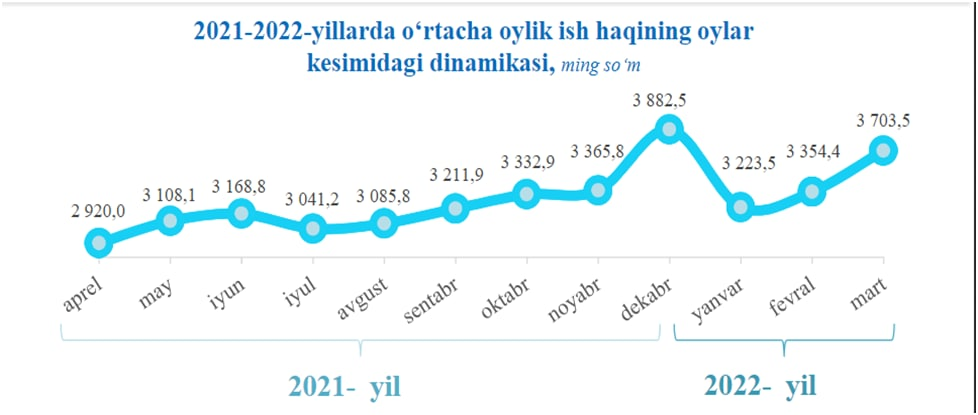 2021-2022-yillarda o‘rtacha oylik ish haqining oylar
kesimidagi dinamikasi, ming so‘m
2 920,0
3 108,1
3 168,8
3 041,2
3 085,8
3 211,9
3 332,9
3 365,8
3 882,5
3 223,5
3 354,4
3 703,5
aprel
may
iyun
iyul
avgust
sentabr
oktabr
noyabr
dekabr
yanvar
fevral
mart
2021- yil
2022- yil